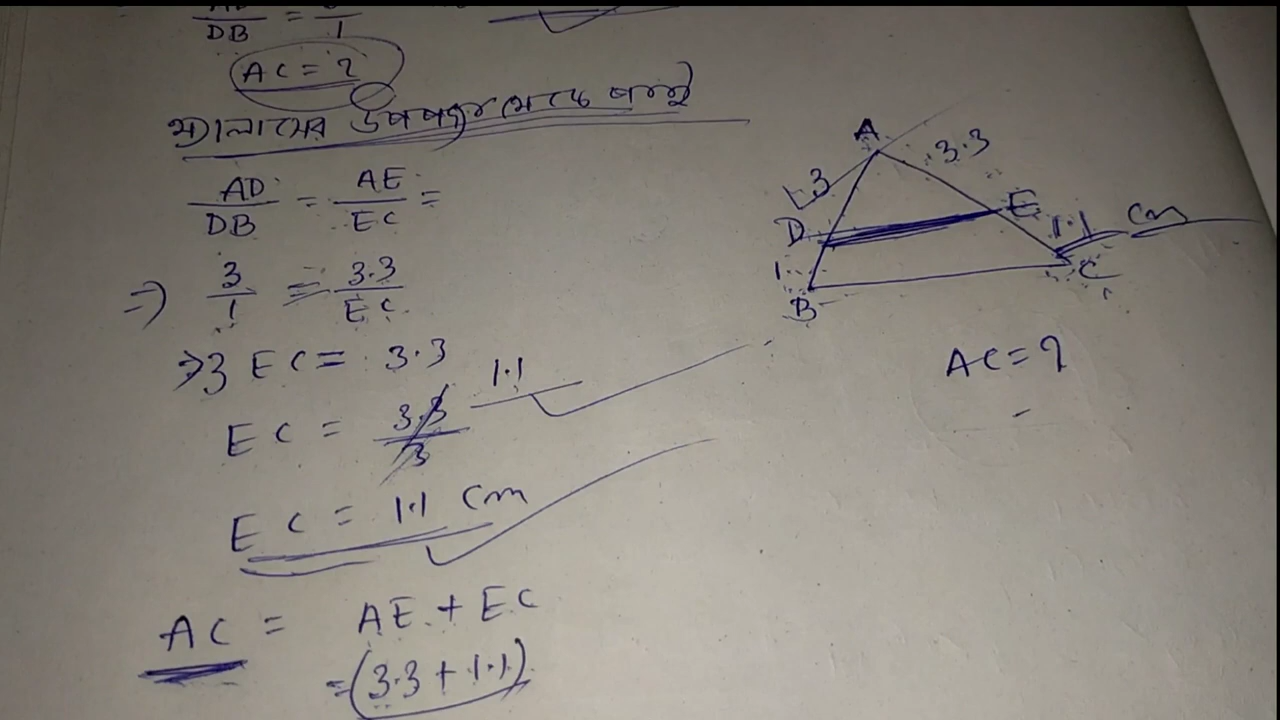 DB 1
AC = ?
থ্যালাসের উপপাদ্য থেকে পাই
AD/DB = AE/EC =
⇒ 3/1 = 3.3/EC
⇒ 3 EC = 3.3
EC = 3.3/3 1.1
EC = 1.1 cm
AC = AE + EC
= (3.3 + 1.1)
A
3.3
3
D
E
1.1 cm
1
B
C
AC = ?